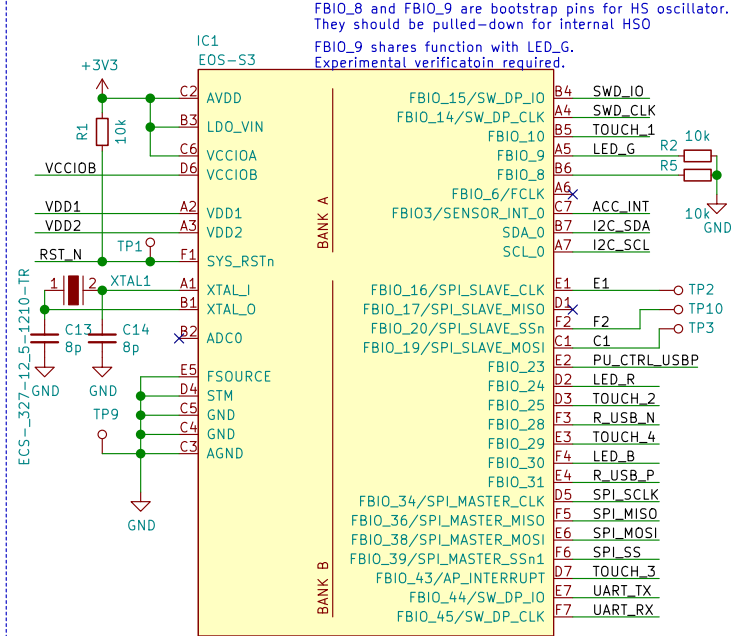 FBIO_8 and FBIO_9 are bootstrap pins for HS oscillator.
They should be pulled-down for internal HSO
FBIO_9 shares function with LED_G.
Experimental verificatoin required.
IC1
EOS-S3
+3V3
R1
10k
VCCIOB
VDD1
VDD2
RST_N
TP1
1
2
XTAL1
ECS-_327-12_5-1210-TR
C13
8p
C14
8p
GND
GND
TP9
GND
C2 AVDD
B3 LDO_VIN
C6 VCCIOA
D6 VCCIOB
A2 VDD1
A3 VDD2
F1 SYS_RSTn
A1 XTAL_I
B1 XTAL_O
B2 ADC0
E5 FSOURCE
D4 STM
C5 GND
C4 GND
C3 AGND
BANK A
BANK B
FBIO_15/SW_DP_IO B4 SWD_IO
FBIO_14/SW_DP_CLK A4 SWD_CLK
FBIO_10 B5 TOUCH_1
FBIO_9 A5 LED_G
FBIO_8 B6
FBIO_6/FCLK A6
FBIO3/SENSOR_INT_0 C7 ACC_INT
SDA_0 B7 I2C_SDA
SCL_0 A7 I2C_SCL
R2
10k
R5
10k
GND
FBIO_16/SPI_SLAVE_CLK E1 E1
FBIO_17/SPI_SLAVE_MISO D1
FBIO_20/SPI_SLAVE_SSn F2 F2
FBIO_19/SPI_SLAVE_MOSI C1 C1
TP2
TP10
TP3
FBIO_23 E2 PU_CTRL_USBP
FBIO_24 D2 LED_R
FBIO_25 D3 TOUCH_2
FBIO_28 F3 R_USB_N
FBIO_29 E3 TOUCH_4
FBIO_30 F4 LED_B
FBIO_31 E4 R_USB_P
FBIO_34/SPI_MASTER_CLK D5 SPI_SCLK
FBIO_36/SPI_MASTER_MISO F5 SPI_MISO
FBIO_38/SPI_MASTER_MOSI E6 SPI_MOSI
FBIO_39/SPI_MASTER_SSn1 F6 SPI_SS
FBIO_43/AP_INTERRUPT D7 TOUCH_3
FBIO_44/SW_DP_IO E7 UART_TX
FBIO_45/SW_DP_CLK F7 UART_RX